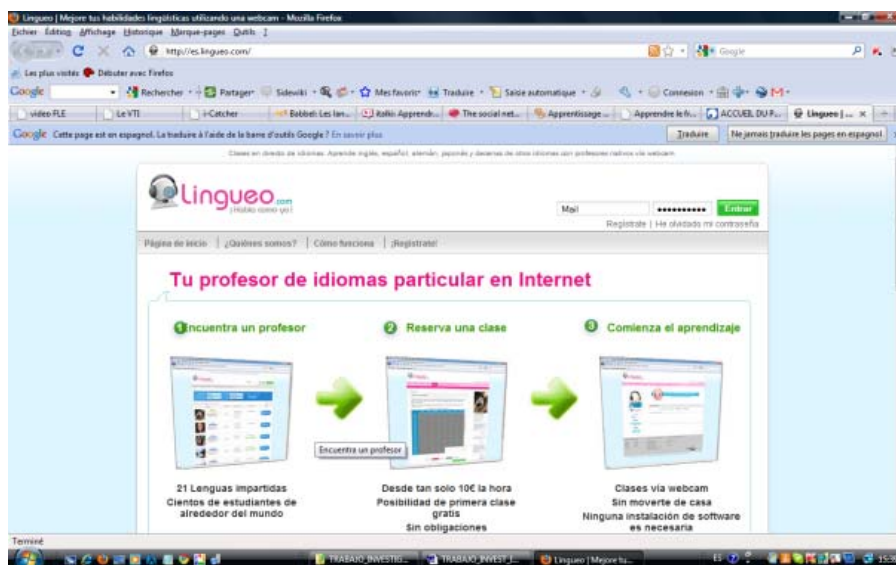 Lingueo | Mejore tus habilidades lingüísticas utilizando una webcam - Mozilla Firefox
Fichier Édition Affichage Historique Marque-pages Outils ?
http://es.lingueo.com/
Google
Les plus visités Débuter avec Firefox
Google Rechercher Partager Sidewiki Mes favoris Traduire Saisie automatique Connexion
video FLE Le VTI i-Catcher Babbel: Les lan... italki: Apprendr... The social net... Apprentissage ... Apprendre le fr... ACCUEIL DU F... Lingueo | ...
Google Cette page est en espagnol. La traduire à l'aide de la barre d'outils Google ? En savoir plus Traduire Ne jamais traduire les pages en espagnol
Clases en directo de idiomas. Aprende inglés, español, alemán, japonés y decenas de otros idiomas con profesores nativos vía webcam.
Lingueo.com
¡Hablo como yo!
Mail Entrar
Regístrate | He olvidado mi contraseña
Página de inicio ¿Quiénes somos? Cómo funciona ¡Regístrate!
Tu profesor de idiomas particular en Internet
1 Encuentra un profesor
2 Reserva una clase
3 Comienza el aprendizaje
Encuentra un profesor
21 Lenguas impartidas
Cientos de estudiantes de
alrededor del mundo
Desde tan solo 10€ la hora
Posibilidad de primera clase
gratis
Sin obligaciones
Clases vía webcam
Sin moverte de casa
Ninguna instalación de software
es necesaria
Terminé
TRABAJO_INVESTIG... TRABAJO_INVEST_[... Lingueo | Mejore tu... ES 15:39